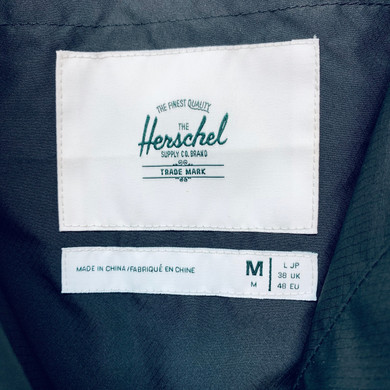 THE FINEST QUALITY
THE
Herschel
SUPPLY CO. BRAND
TRADE MARK
MADE IN CHINA/FABRIQUÉ EN CHINE
M
M
L JP
38 UK
48 EU